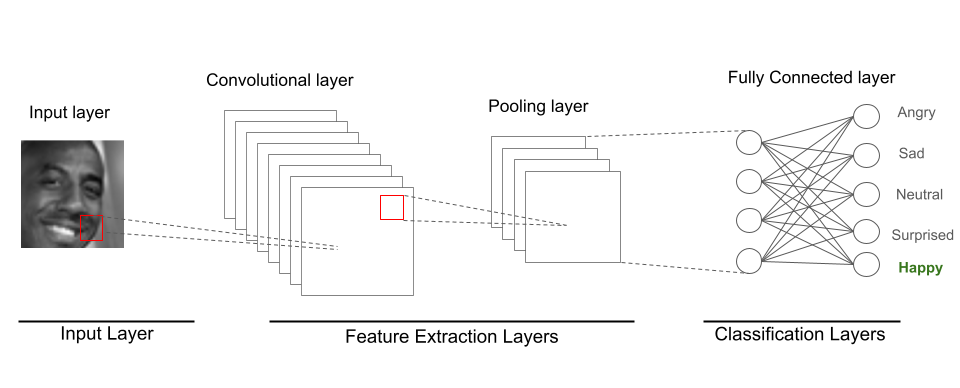 Input layer
Convolutional layer
Pooling layer
Fully Connected layer
Angry
Sad
Neutral
Surprised
Happy
Input Layer
Feature Extraction Layers
Classification Layers